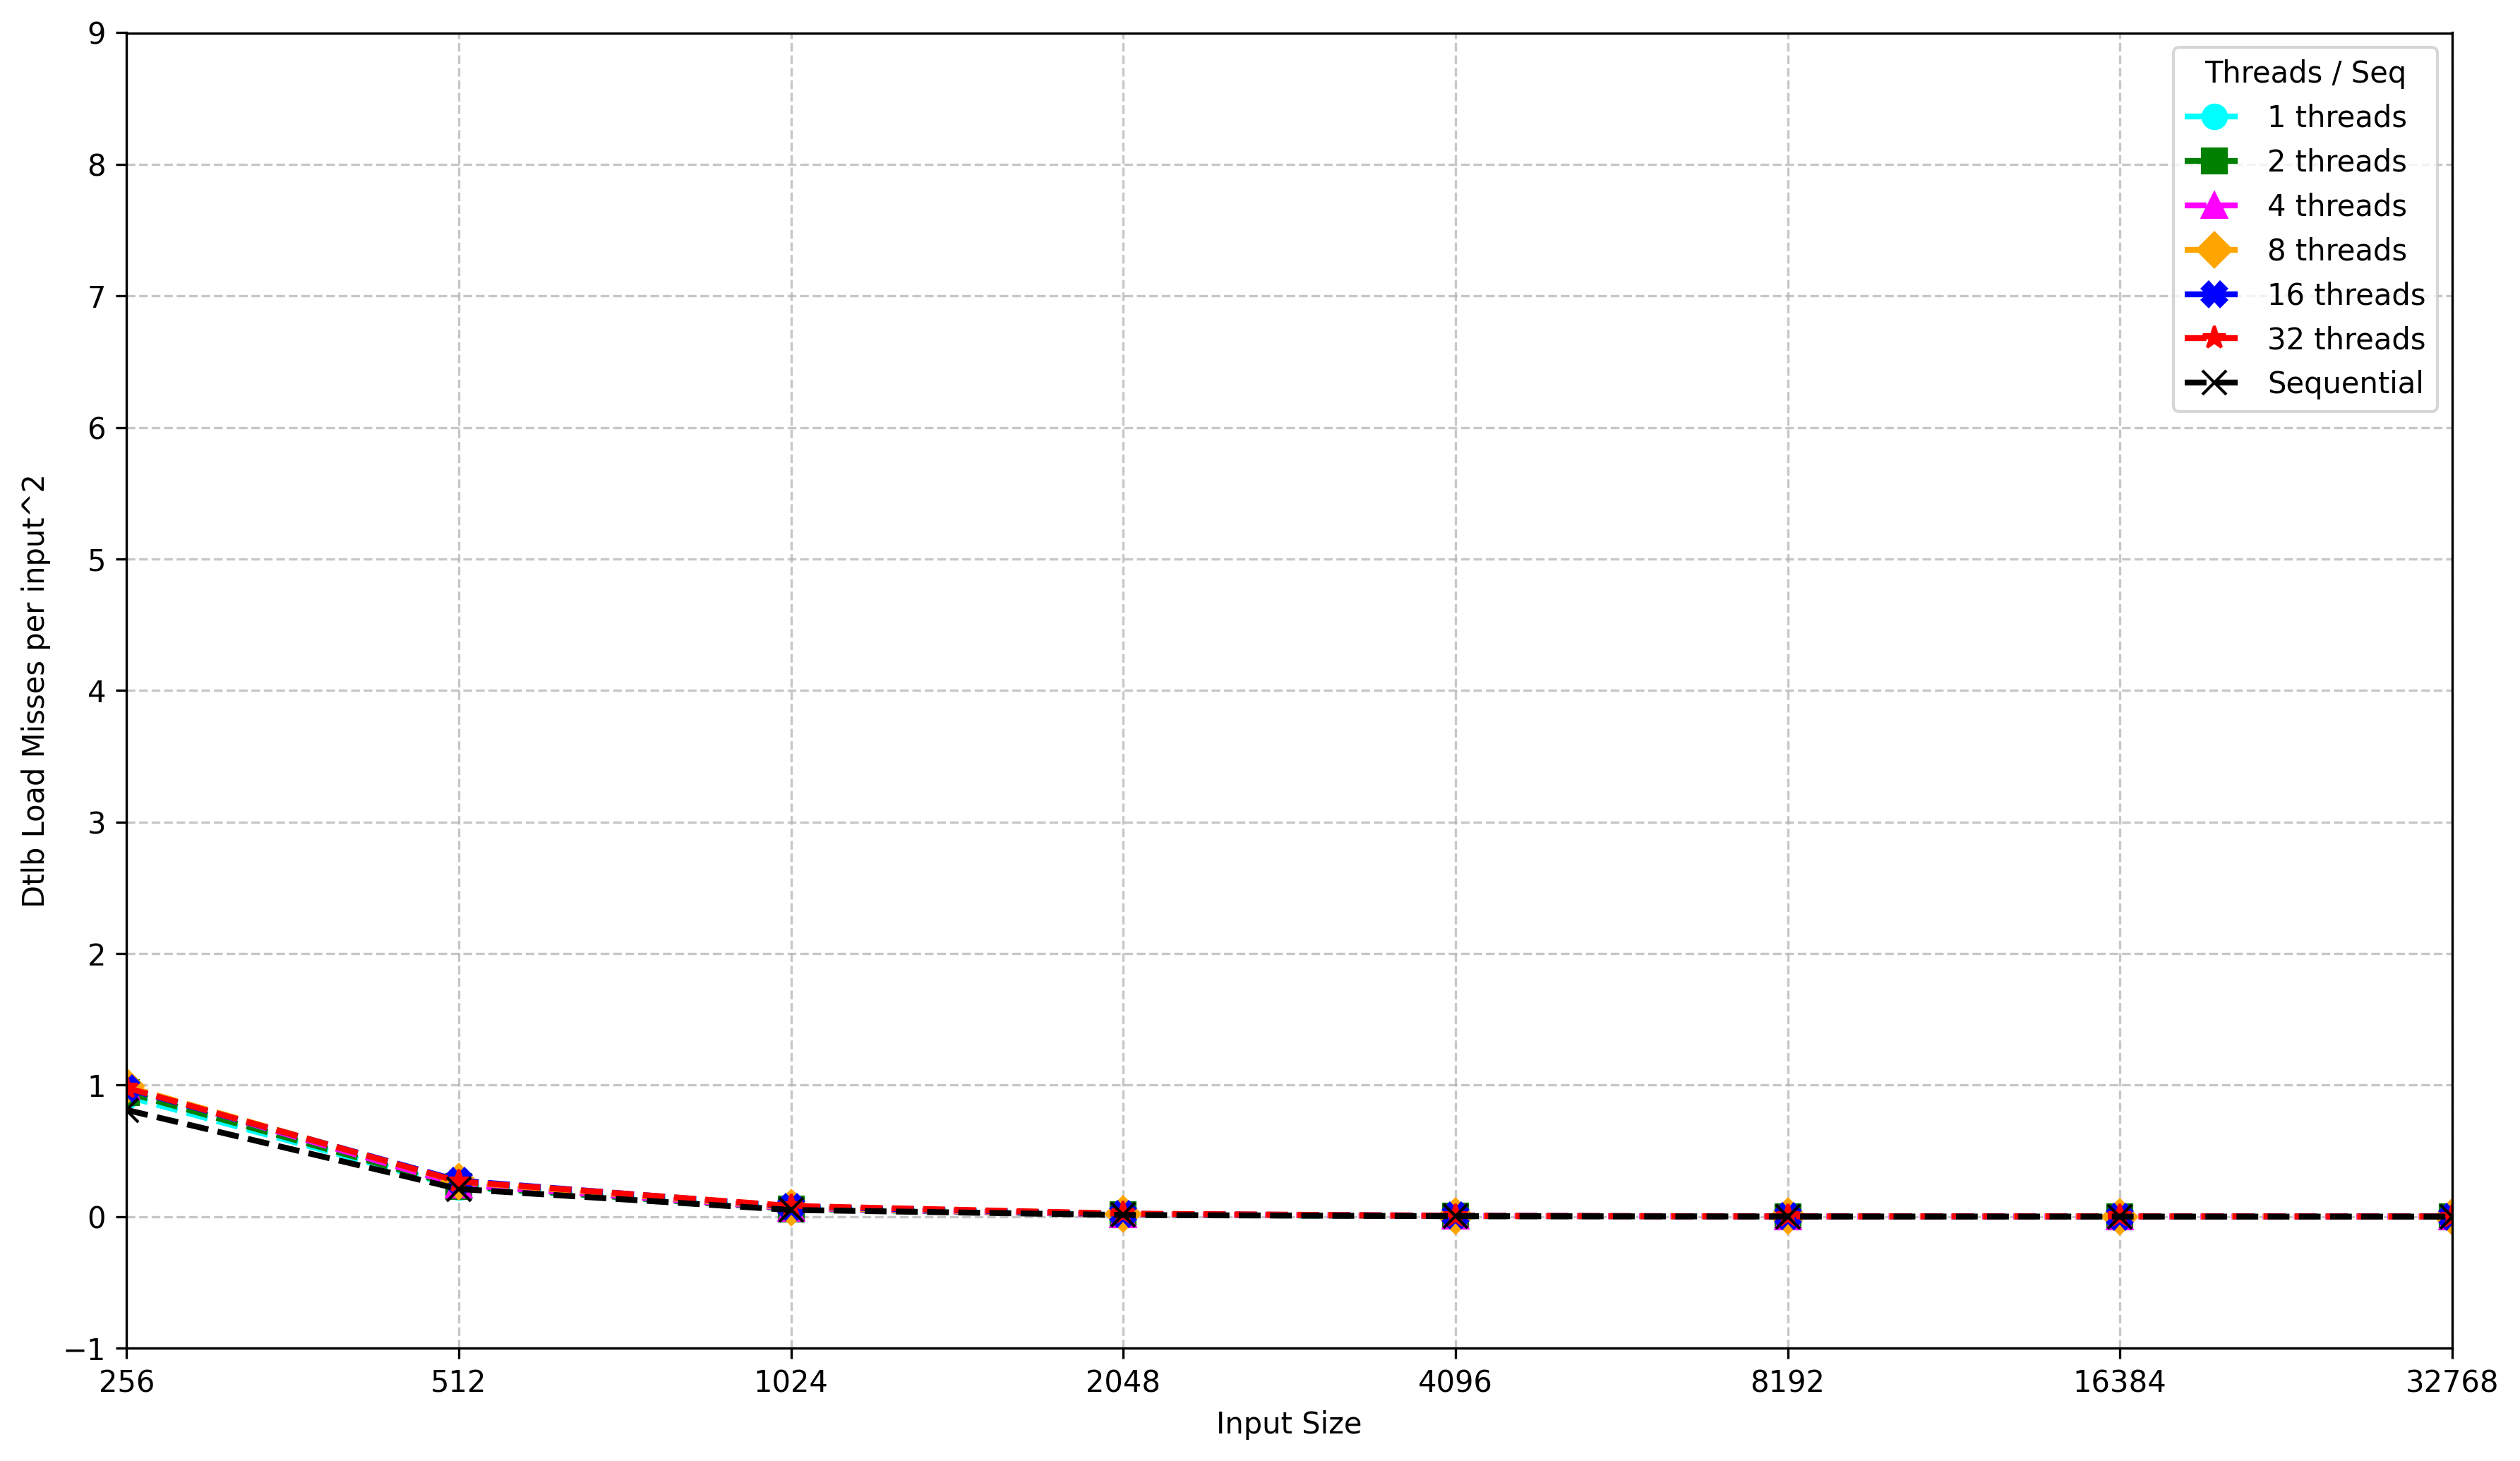 9
8
7
6
5
4
3
2
1
0
−1
Dtlb Load Misses per input^2
256 512 1024 2048 4096 8192 16384 32768
Input Size
Threads / Seq
1 threads
2 threads
4 threads
8 threads
16 threads
32 threads
Sequential